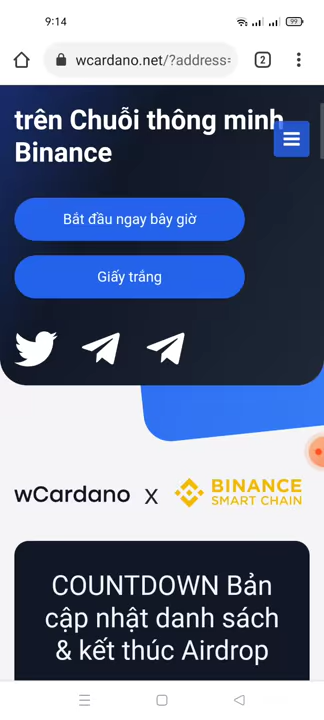 9:14
99
wcardano.net/?address=
2
trên Chuỗi thông minh
Binance
Bắt đầu ngay bây giờ
Giấy trắng
wCardano x BINANCE
SMART CHAIN
COUNTDOWN Bản
cập nhật danh sách
& kết thúc Airdrop